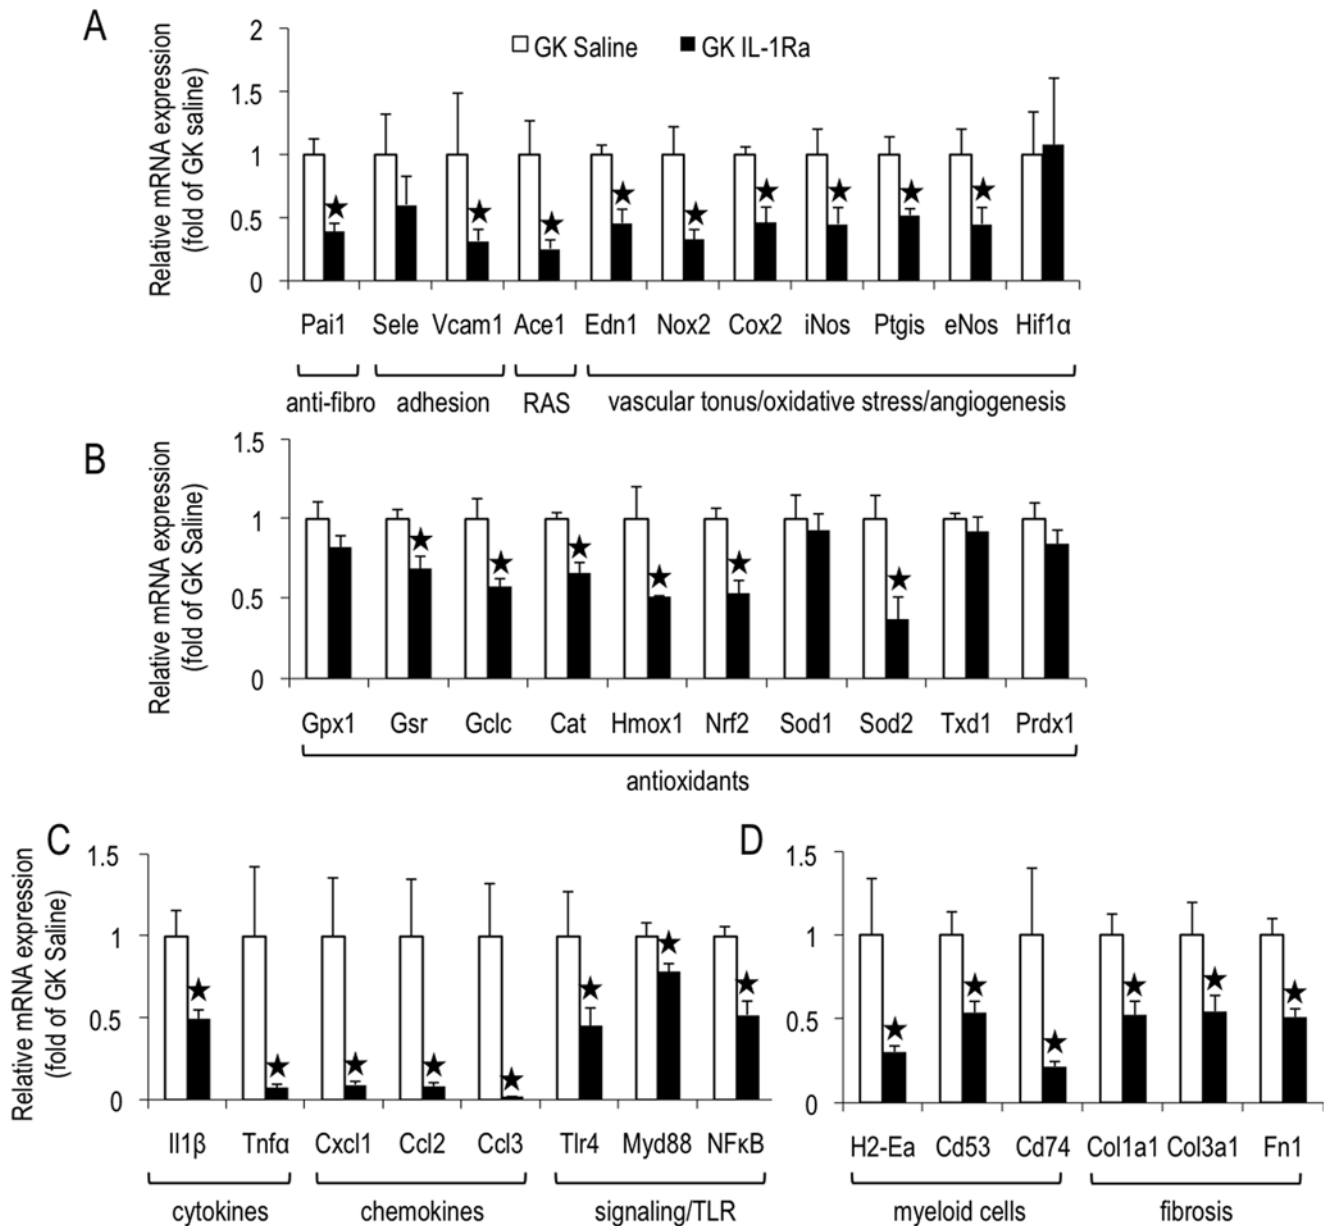 A
Relative mRNA expression
(fold of GK saline)
2
1.5
1
0.5
0
GK Saline GK IL-1Ra
Pai1 Sele Vcam1 Ace1 Edn1 Nox2 Cox2 iNos Ptgis eNos Hif1α
anti-fibro adhesion RAS vascular tonus/oxidative stress/angiogenesis
B
Relative mRNA expression
(fold of GK Saline)
1.5
1
0.5
0
Gpx1 Gsr Gclc Cat Hmox1 Nrf2 Sod1 Sod2 Txd1 Prdx1
antioxidants
C
Relative mRNA expression
(fold of GK Saline)
1.5
1
0.5
0
Il1β Tnfα Cxcl1 Ccl2 Ccl3 Tlr4 Myd88 NFκB
cytokines chemokines signaling/TLR
D
1.5
1
0.5
0
H2-Ea Cd53 Cd74 Col1a1 Col3a1 Fn1
myeloid cells fibrosis